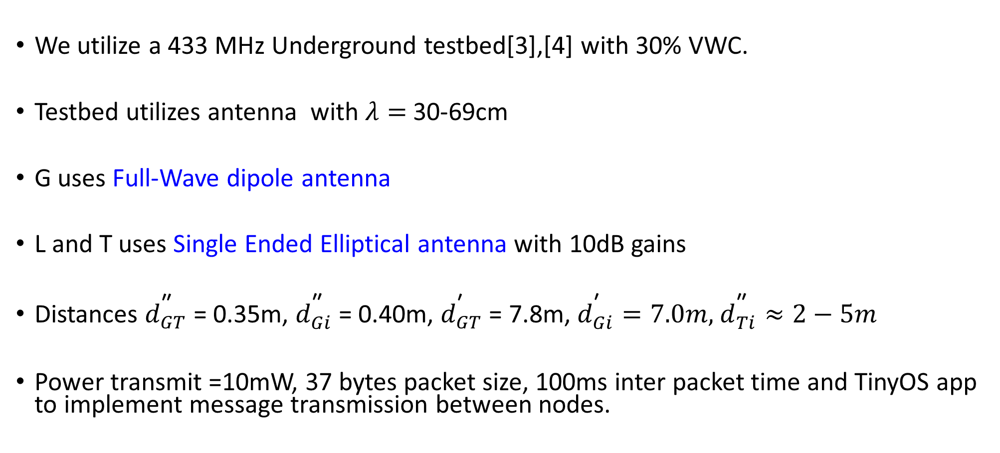 • We utilize a 433 MHz Underground testbed[3],[4] with 30% VWC.
• Testbed utilizes antenna  with 𝜆 = 30-69cm
• G uses Full-Wave dipole antenna
• L and T uses Single Ended Elliptical antenna with 10dB gains
• Distances $d_{GT}^{''}$ = 0.35m, $d_{Gi}^{''}$ = 0.40m, $d_{GT}^{'}$ = 7.8m, $d_{Gi}^{'} = 7.0m$, $d_{Ti}^{''} \approx 2 - 5m$
• Power transmit =10mW, 37 bytes packet size, 100ms inter packet time and TinyOS app
to implement message transmission between nodes.